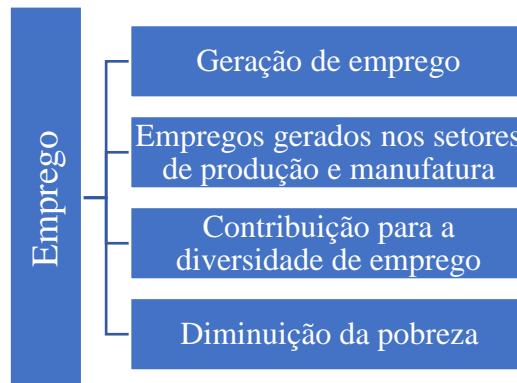 Emprego
Geração de emprego
Empregos gerados nos setores
de produção e manufatura
Contribuição para a
diversidade de emprego
Diminuição da pobreza